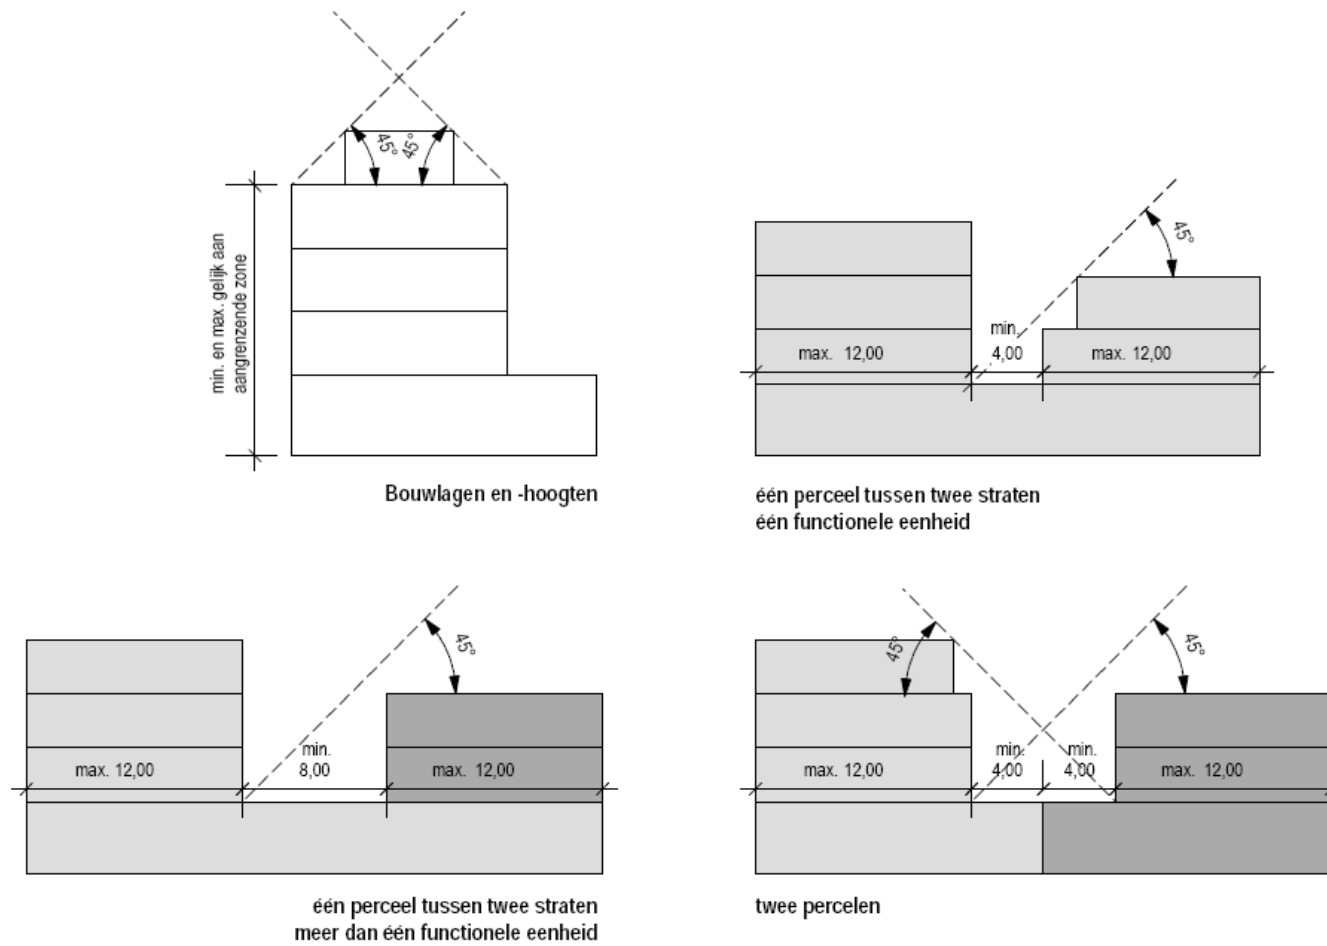 45°
45°
min. en max. gelijk aan
aangrenzende zone
Bouwlagen en -hoogten
45°
min.
max. 12,00
4,00
max. 12,00
één perceel tussen twee straten
één functionele eenheid
45°
min.
max. 12,00
8,00
max. 12,00
één perceel tussen twee straten
meer dan één functionele eenheid
45°
45°
min.
min.
max. 12,00
4,00
4,00
max. 12,00
twee percelen